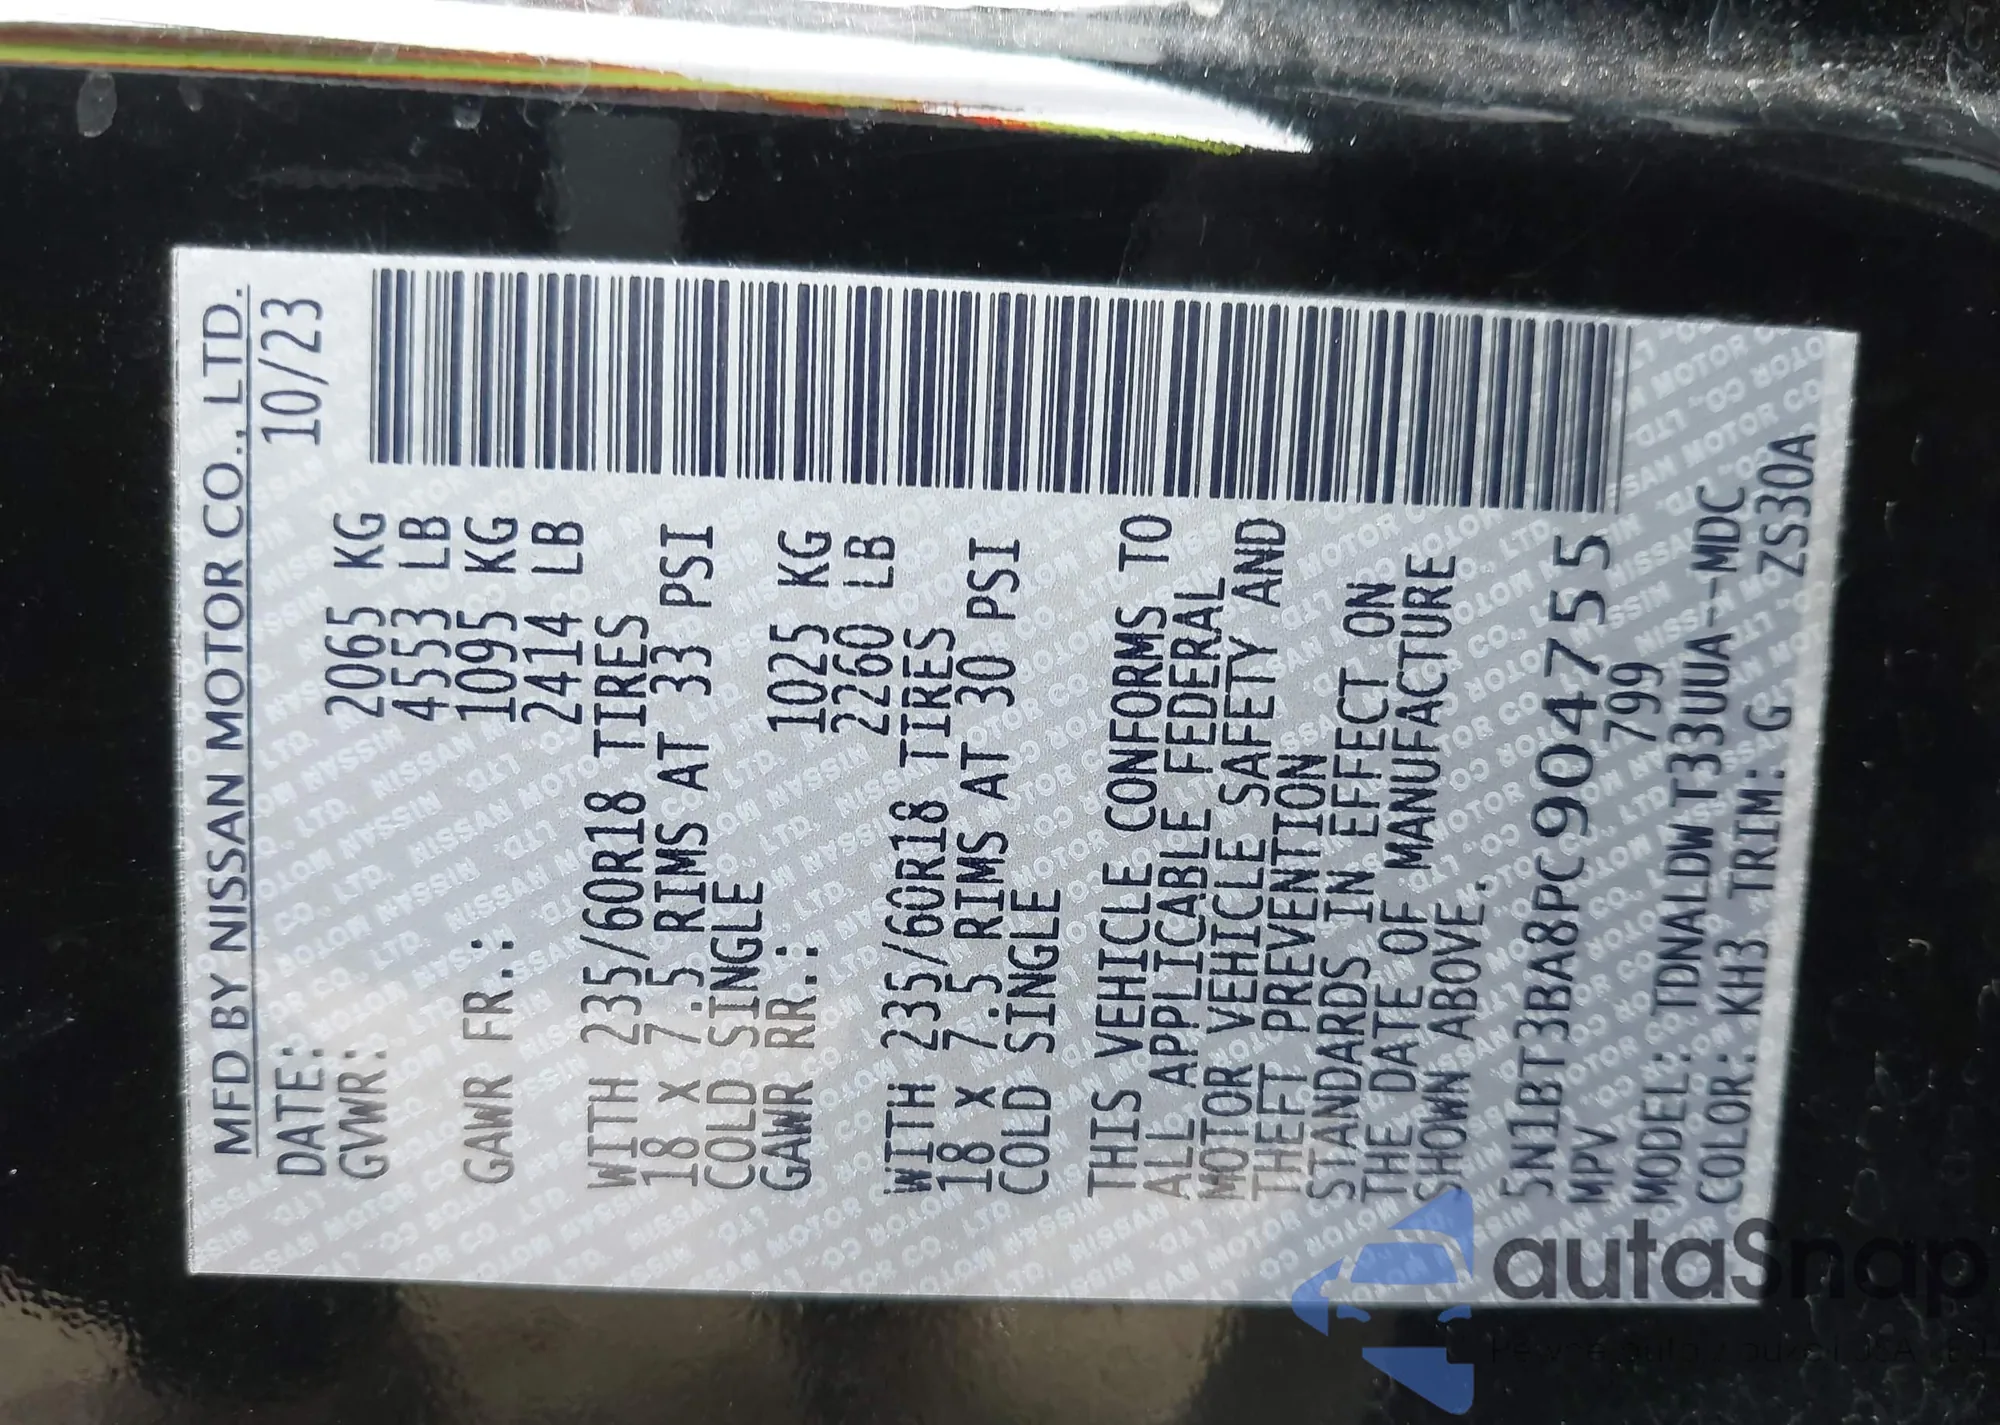 MFD BY NISSAN MOTOR CO., LTD.
DATE: 10/23
GVWR: 2065 KG
4553 LB
GAWR FR.: 1095 KG
2414 LB
WITH 235/60R18 TIRES
18 X 7.5 RIMS AT 33 PSI
COLD SINGLE
GAWR RR.: 1025 KG
2260 LB
WITH 235/60R18 TIRES
18 X 7.5 RIMS AT 30 PSI
COLD SINGLE
THIS VEHICLE CONFORMS TO
ALL APPLICABLE FEDERAL
MOTOR VEHICLE SAFETY AND
THEFT PREVENTION
STANDARDS IN EFFECT ON
THE DATE OF MANUFACTURE
SHOWN ABOVE.
5N1BT3BA8PC904755
MPV 799
MODEL: TDNALDW T33UUA--MDC
COLOR: KH3 TRIM: G ZS30A
autaSnap